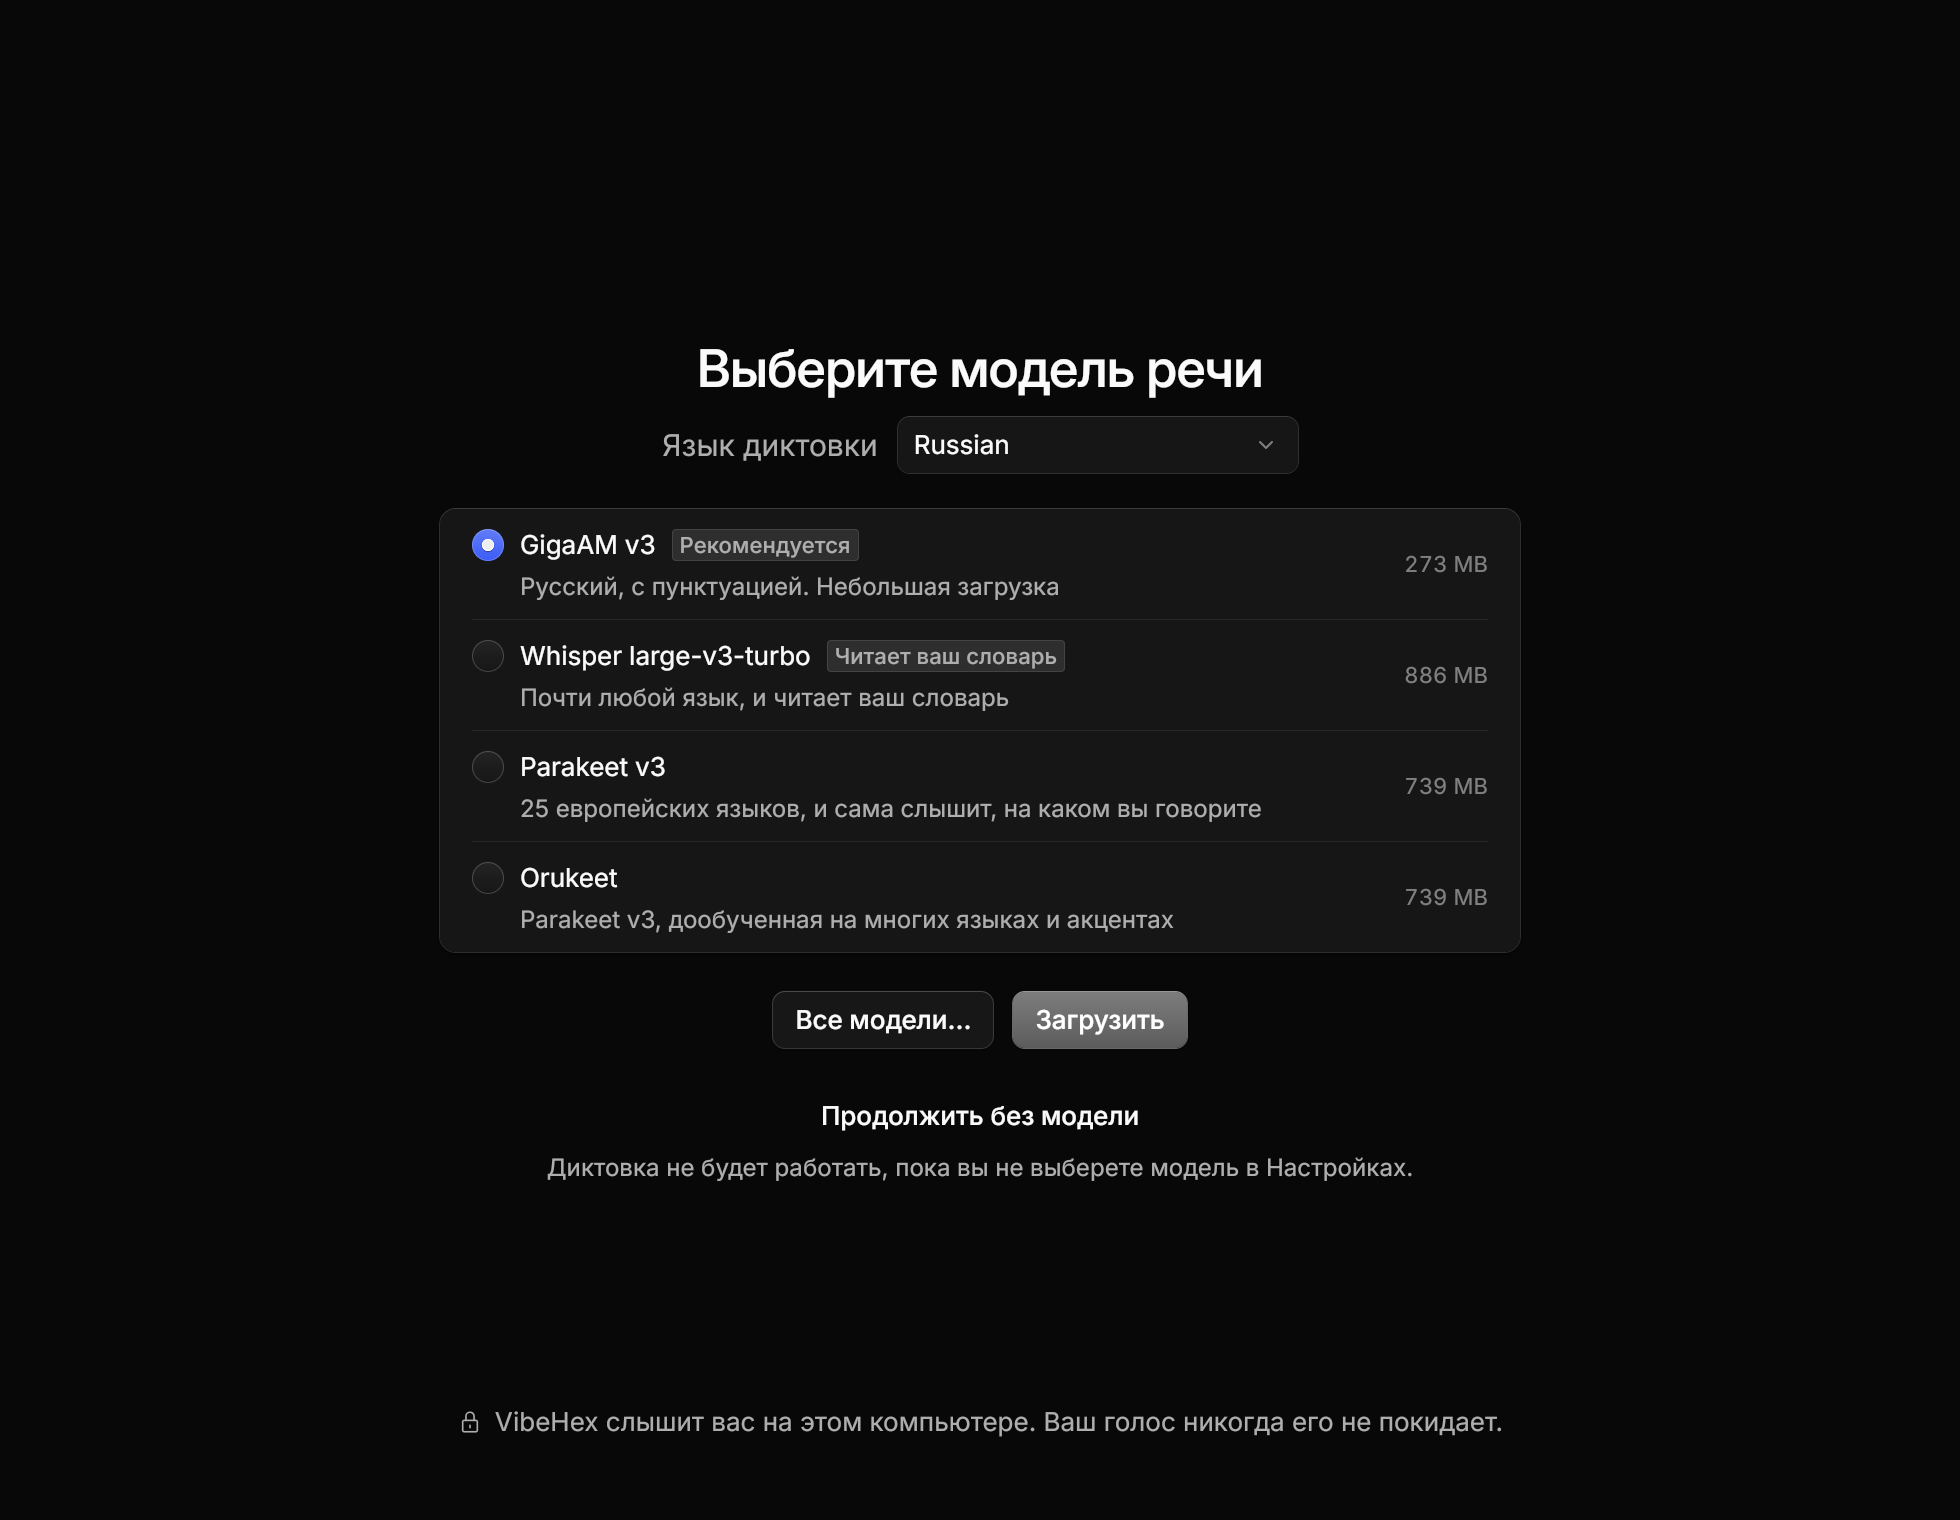 Выберите модель речи
Язык диктовки Russian
GigaAM v3 Рекомендуется
Русский, с пунктуацией. Небольшая загрузка
273 MB
Whisper large-v3-turbo Читает ваш словарь
Почти любой язык, и читает ваш словарь
886 MB
Parakeet v3
25 европейских языков, и сама слышит, на каком вы говорите
739 MB
Orukeet
Parakeet v3, дообученная на многих языках и акцентах
739 MB
Все модели... Загрузить
Продолжить без модели
Диктовка не будет работать, пока вы не выберете модель в Настройках.
VibeHex слышит вас на этом компьютере. Ваш голос никогда его не покидает.